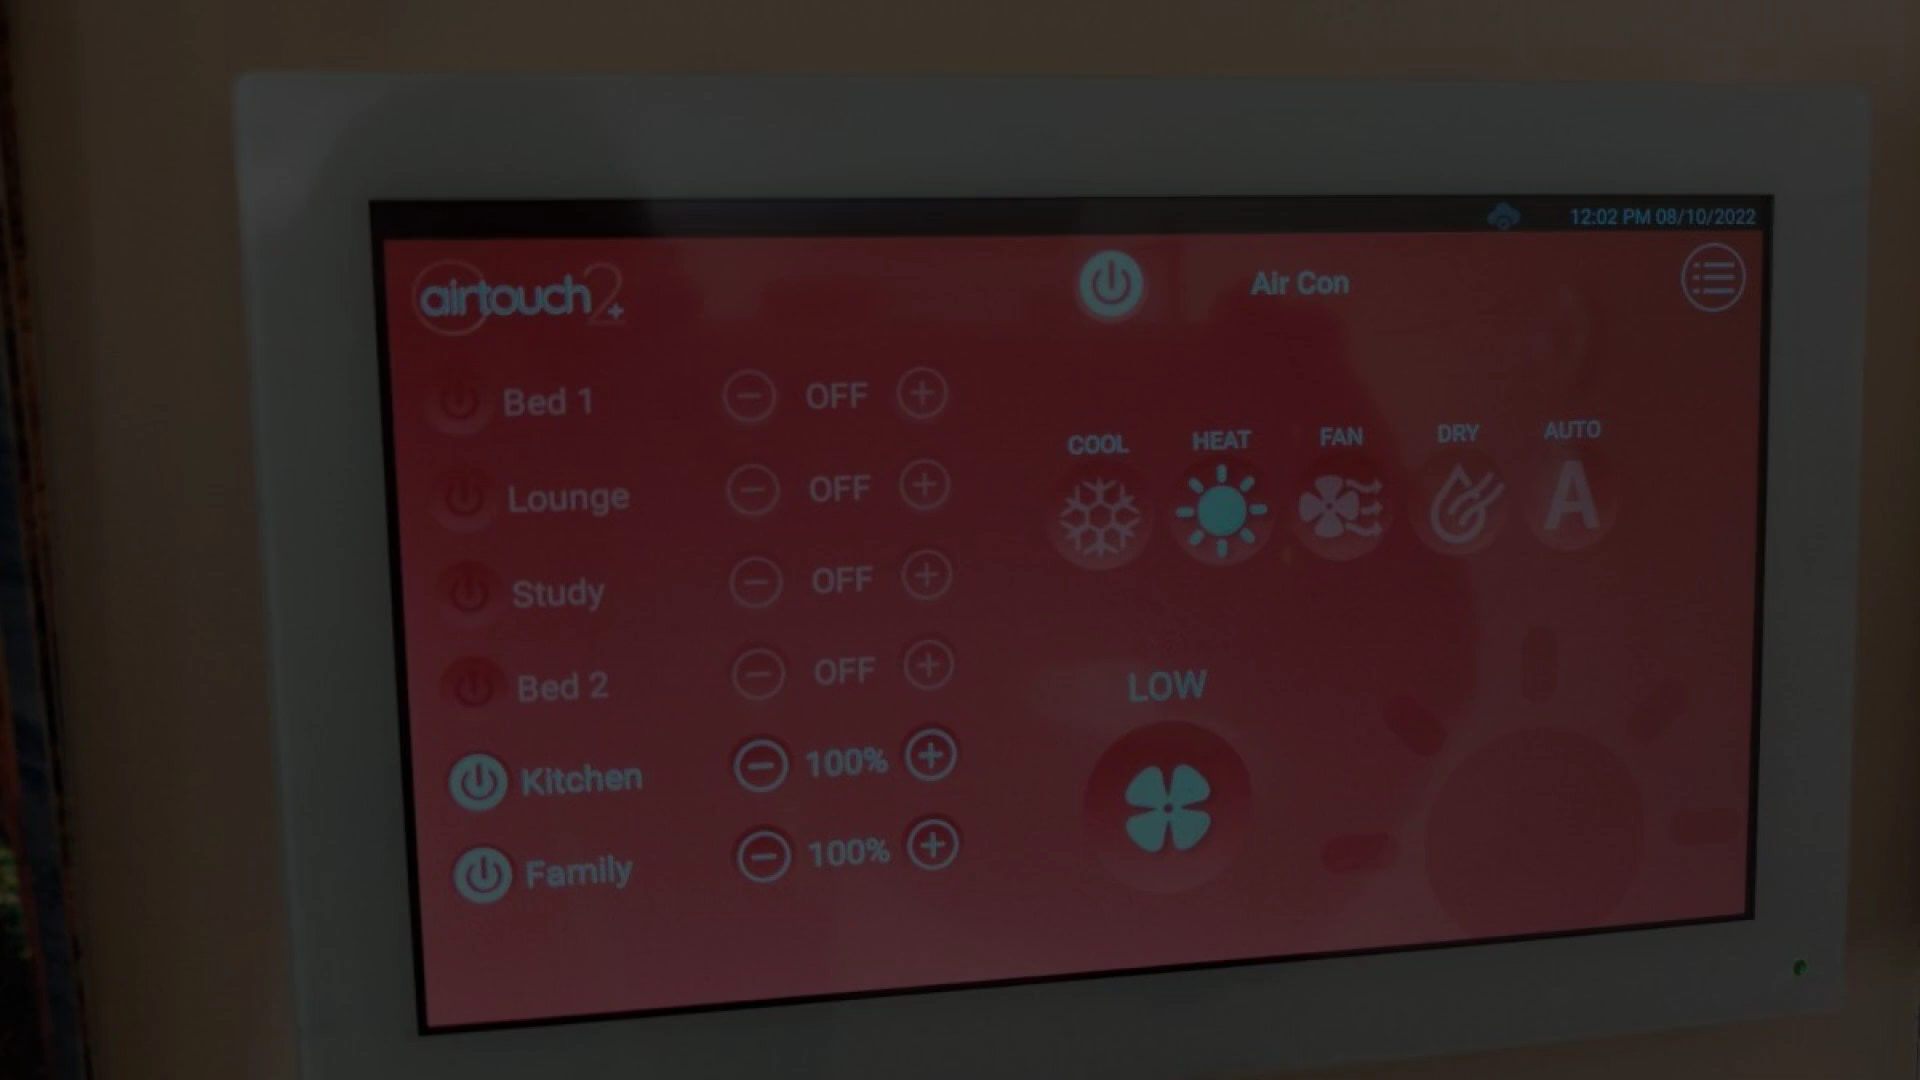 12:02 PM 08/10/2022
airtouch2+
Air Con
Bed 1 OFF
Lounge OFF
Study OFF
Bed 2 OFF
Kitchen 100%
Family 100%
COOL HEAT FAN DRY AUTO
A
LOW